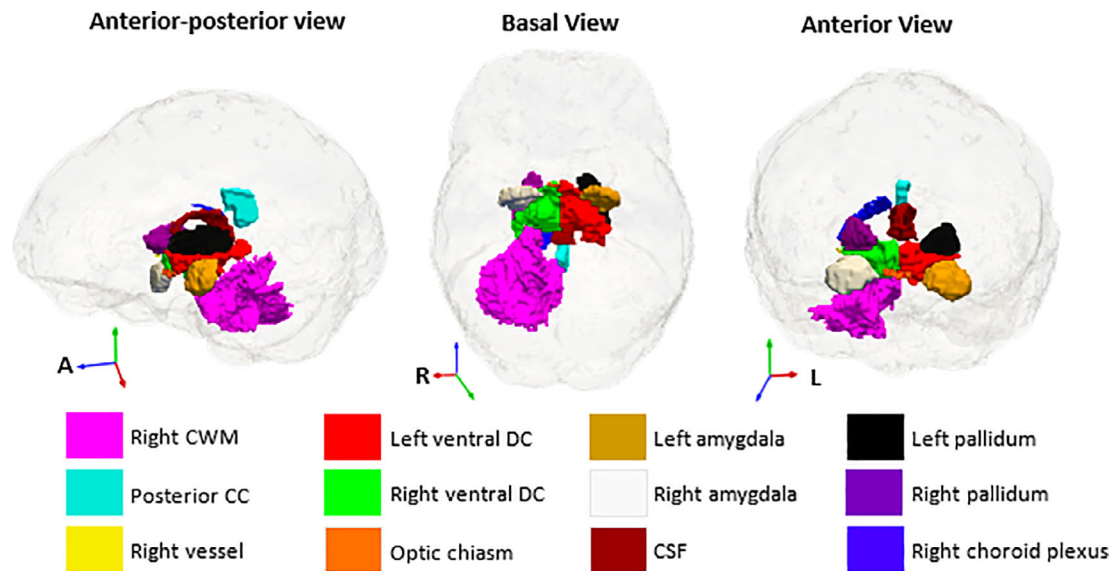 Anterior-posterior view
Basal View
Anterior View
A
R
L
Right CWM
Left ventral DC
Left amygdala
Left pallidum
Posterior CC
Right ventral DC
Right amygdala
Right pallidum
Right vessel
Optic chiasm
CSF
Right choroid plexus